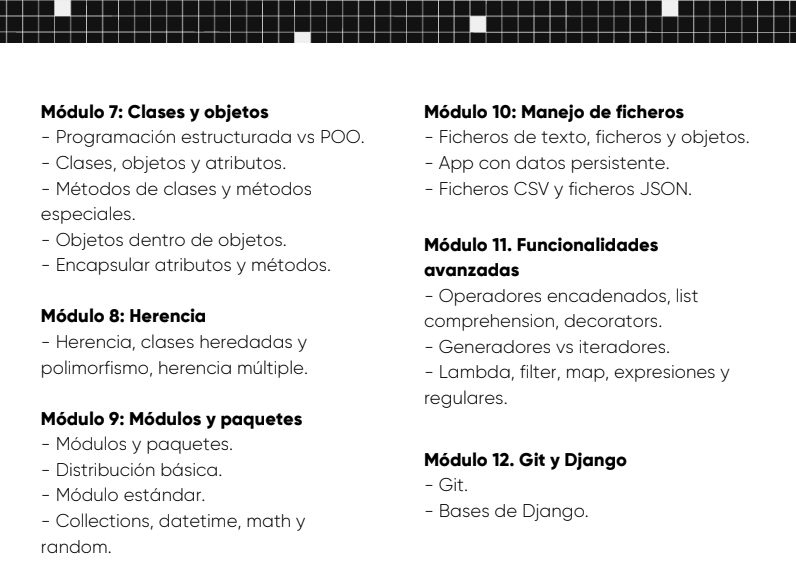 Módulo 7: Clases y objetos
- Programación estructurada vs POO.
- Clases, objetos y atributos.
- Métodos de clases y métodos
especiales.
- Objetos dentro de objetos.
- Encapsular atributos y métodos.
Módulo 8: Herencia
- Herencia, clases heredadas y
polimorfismo, herencia múltiple.
Módulo 9: Módulos y paquetes
- Módulos y paquetes.
- Distribución básica.
- Módulo estándar.
- Collections, datetime, math y
random.
Módulo 10: Manejo de ficheros
- Ficheros de texto, ficheros y objetos.
- App con datos persistente.
- Ficheros CSV y ficheros JSON.
Módulo 11. Funcionalidades
avanzadas
- Operadores encadenados, list
comprehension, decorators.
- Generadores vs iteradores.
- Lambda, filter, map, expresiones y
regulares.
Módulo 12. Git y Django
- Git.
- Bases de Django.